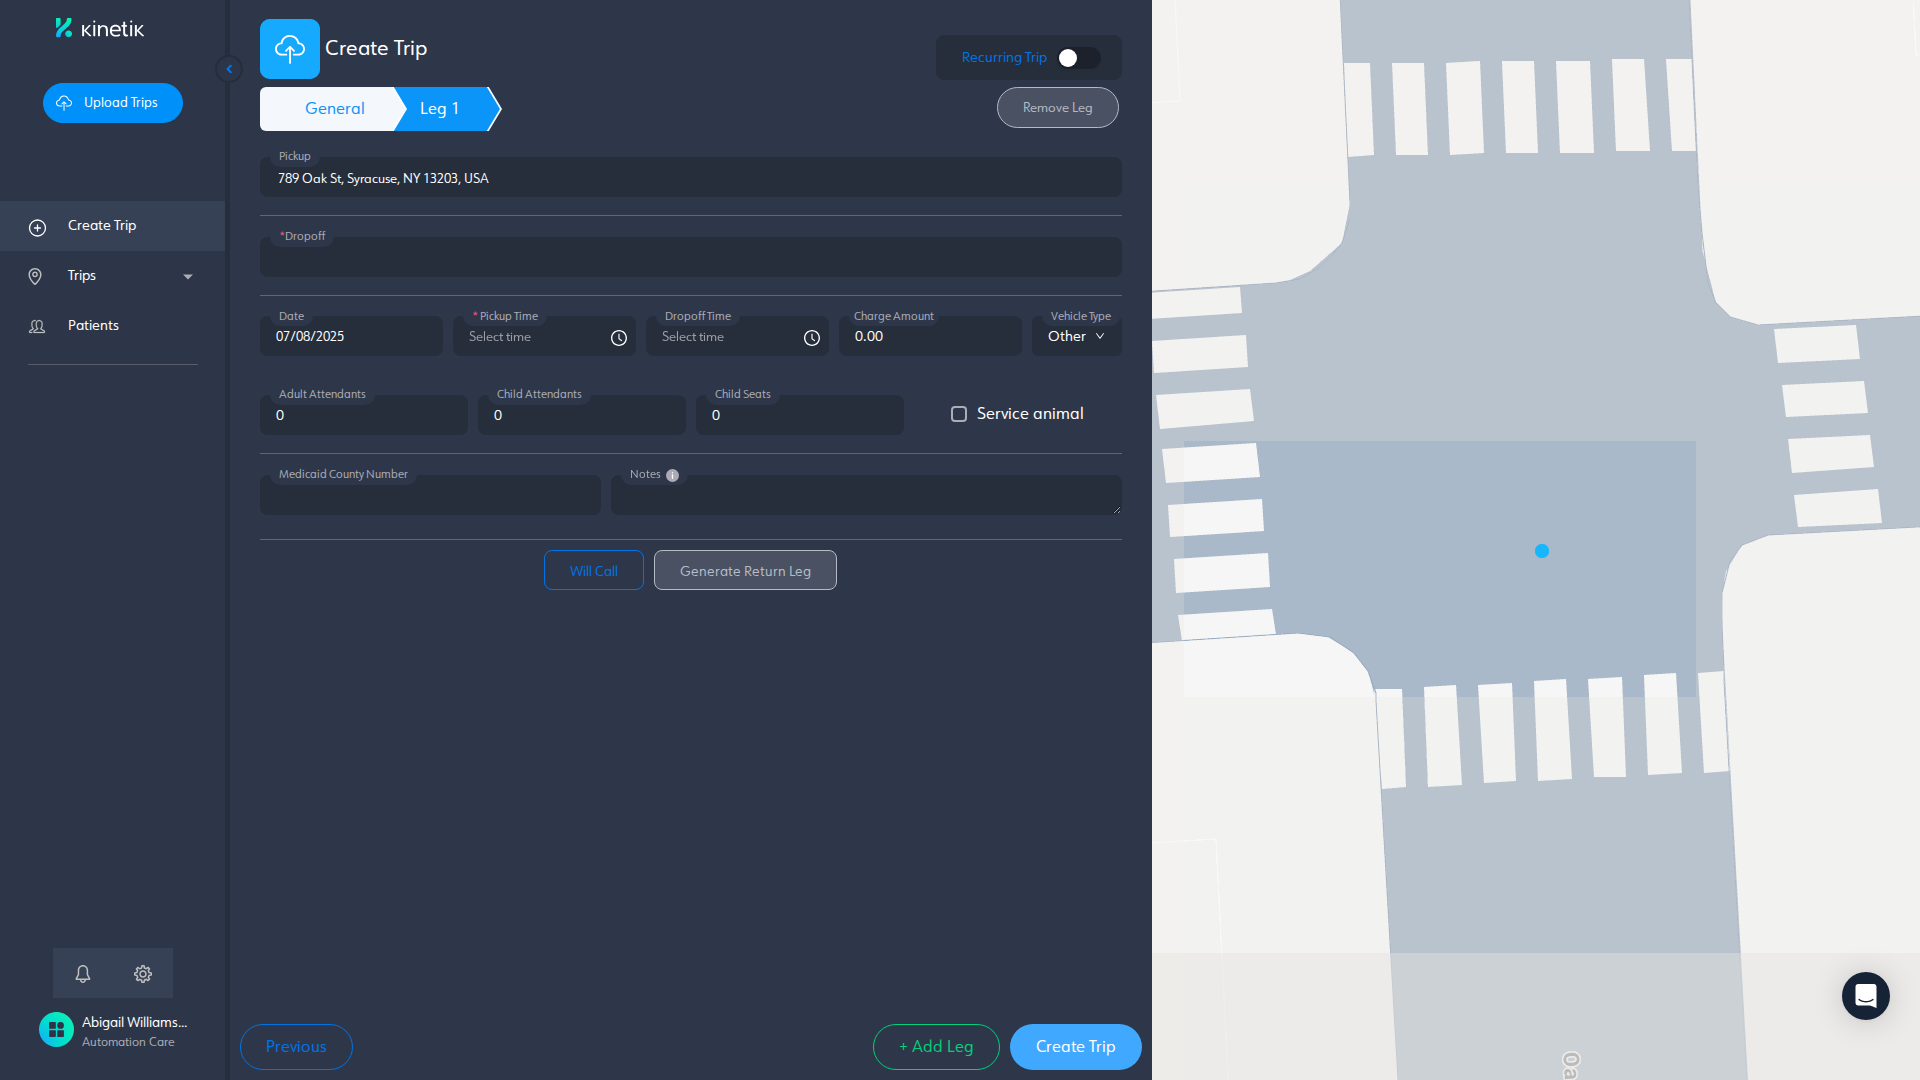 kinetik
Upload Trips
Create Trip
Trips
Patients
Abigail Williams...
Automation Care
Create Trip
Recurring Trip
General
Leg 1
Remove Leg
Pickup
789 Oak St, Syracuse, NY 13203, USA
*Dropoff
Date
07/08/2025
* Pickup Time
Select time
Dropoff Time
Select time
Charge Amount
0.00
Vehicle Type
Other
Adult Attendants
0
Child Attendants
0
Child Seats
0
Service animal
Medicaid County Number
Notes
Will Call
Generate Return Leg
Previous
+ Add Leg
Create Trip
Oa